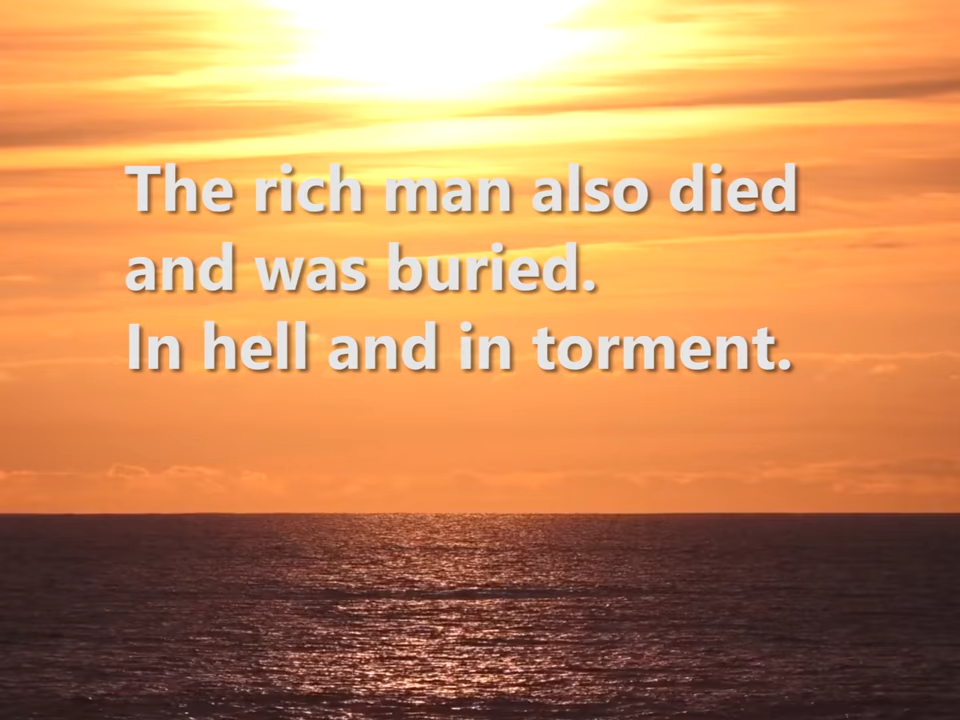 The rich man also died
and was buried.
In hell and in torment.